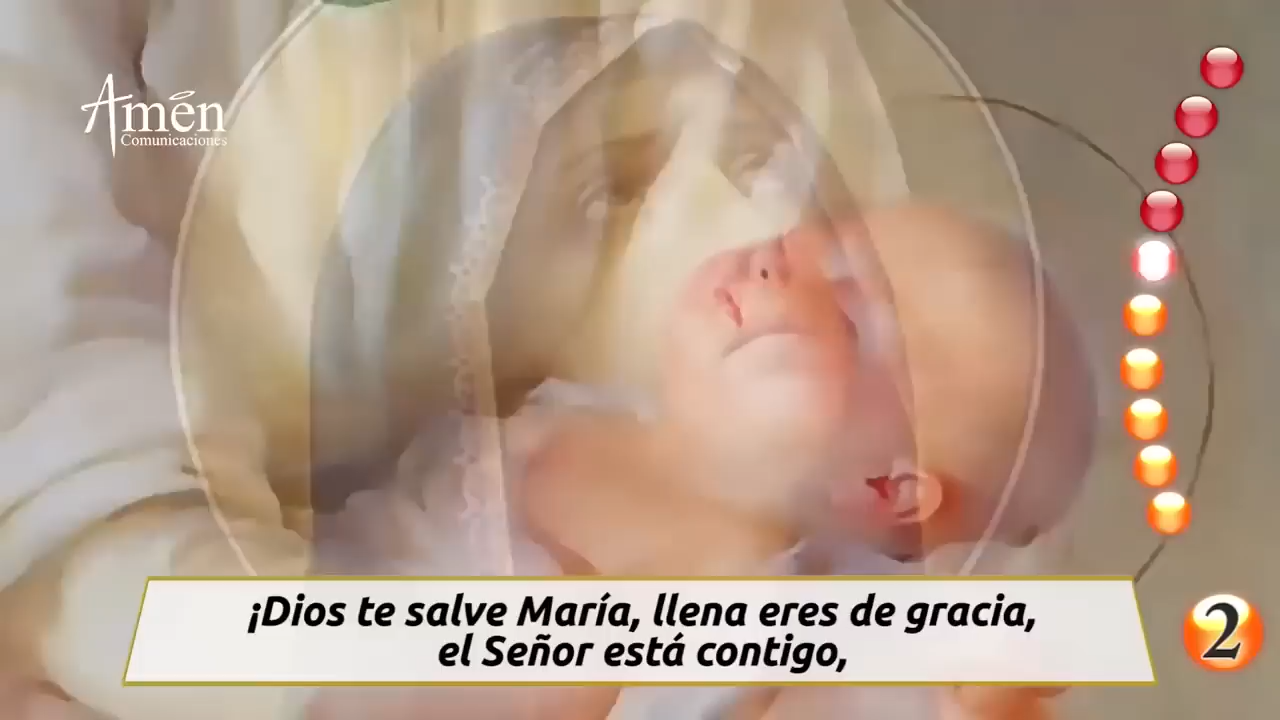 Amén
Comunicaciones
¡Dios te salve María, llena eres de gracia,
el Señor está contigo,
2